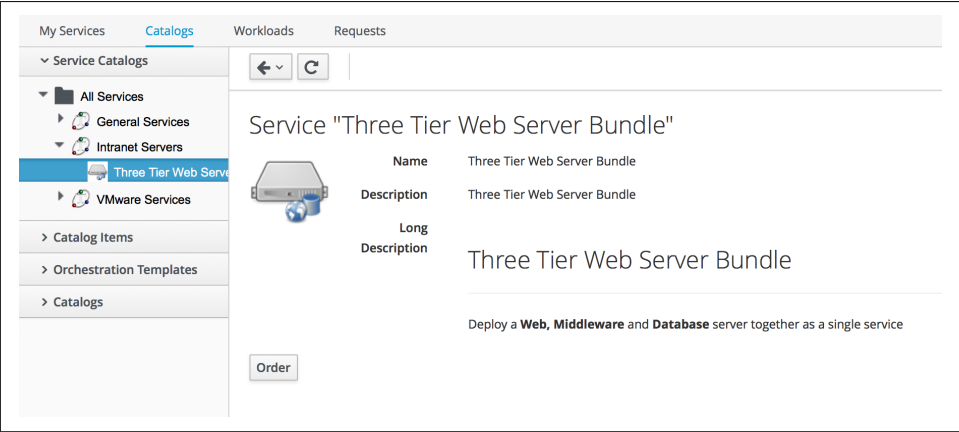 My Services Catalogs Workloads Requests
Service Catalogs
All Services
General Services
Intranet Servers
Three Tier Web Serve
VMware Services
Catalog Items
Orchestration Templates
Catalogs
Service "Three Tier Web Server Bundle"
Name Three Tier Web Server Bundle
Description Three Tier Web Server Bundle
Long
Description
Three Tier Web Server Bundle
Deploy a Web, Middleware and Database server together as a single service
Order